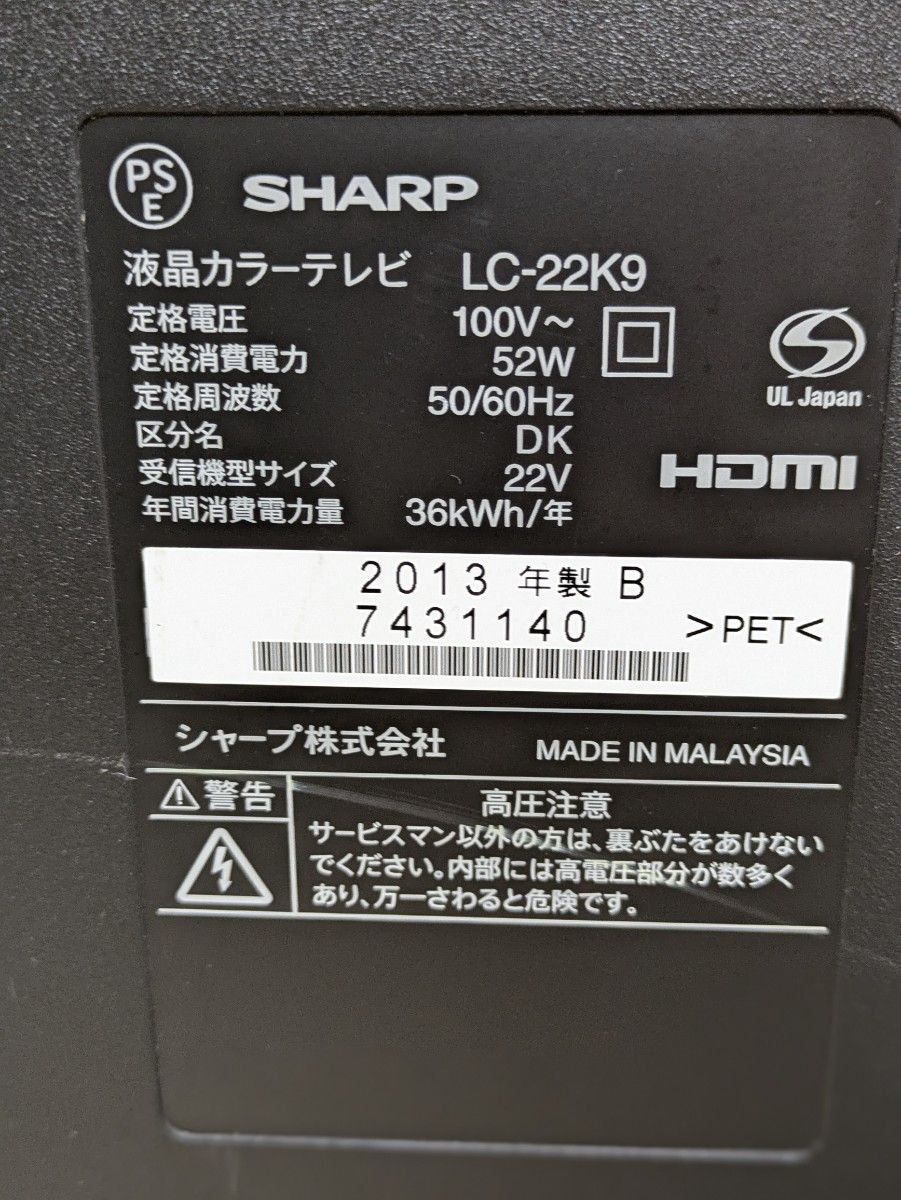 PS
E
SHARP
液晶カラーテレビ LC-22K9
定格電圧 100V~
定格消費電力 52W
定格周波数 50/60Hz
区分名 DK
受信機型サイズ 22V
年間消費電力量 36kWh/年
UL Japan
HDMI
2013 年製 B
7431140 >PET<
シャープ株式会社 MADE IN MALAYSIA
警告
高圧注意
サービスマン以外の方は、裏ぶたをあけない
でください。内部には高電圧部分が数多く
あり、万一さわると危険です。